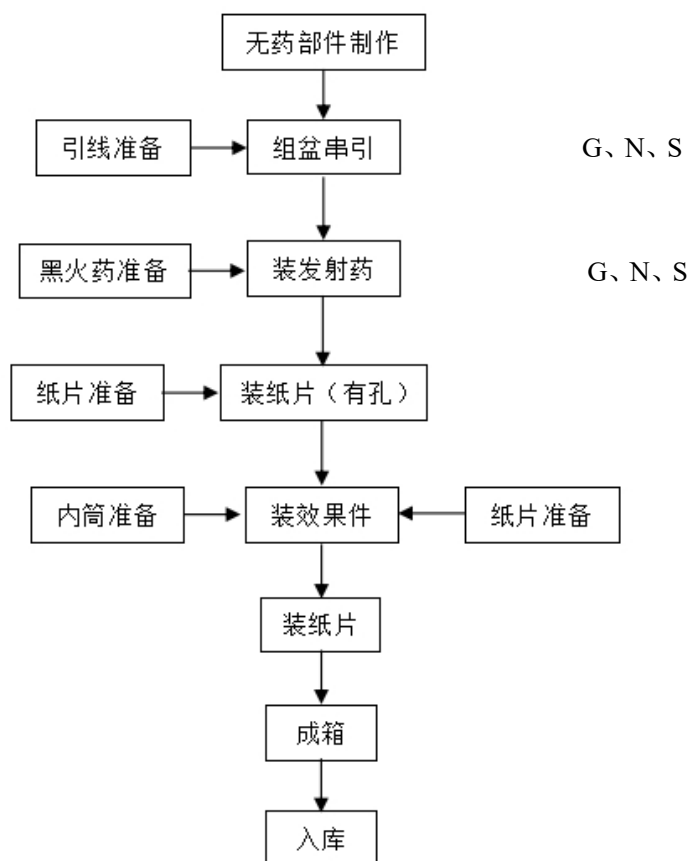 无药部件制作
引线准备
组盆串引
G、N、S
黑火药准备
装发射药
G、N、S
纸片准备
装纸片（有孔）
内筒准备
装效果件
纸片准备
装纸片
成箱
入库